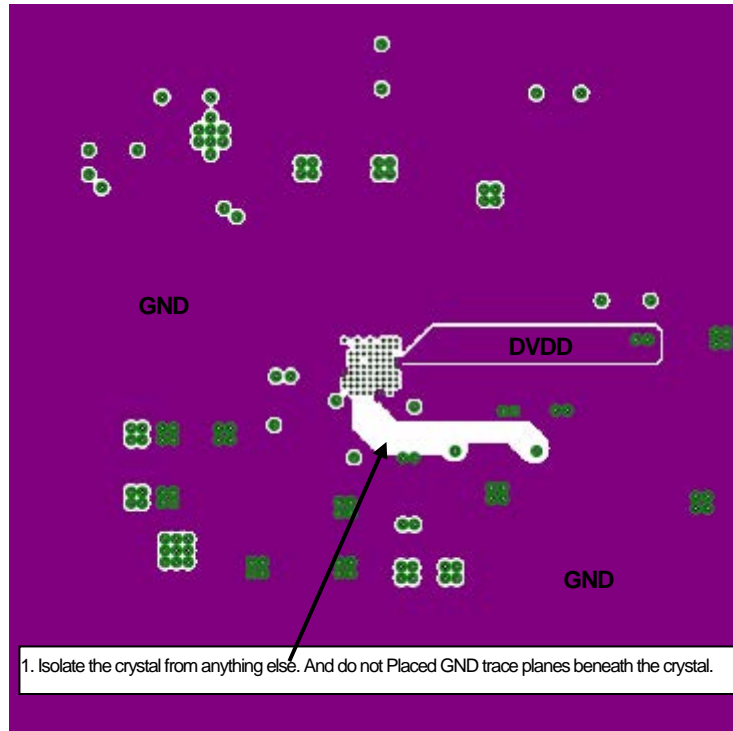 GND
DVDD
GND
1. Isolate the crystal from anything else. And do not Placed GND trace planes beneath the crystal.